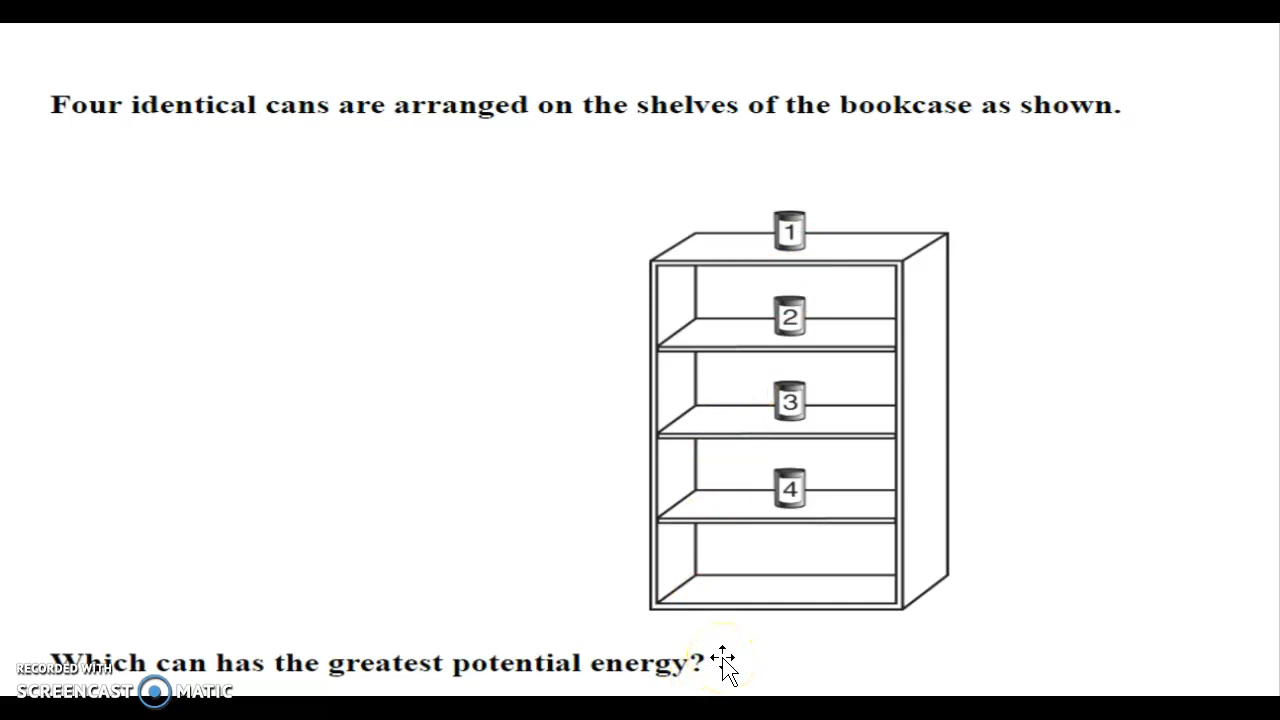 Four identical cans are arranged on the shelves of the bookcase as shown.
1
2
3
4
Which can has the greatest potential energy?
RECORDED WITH
SCREENCAST MATIC